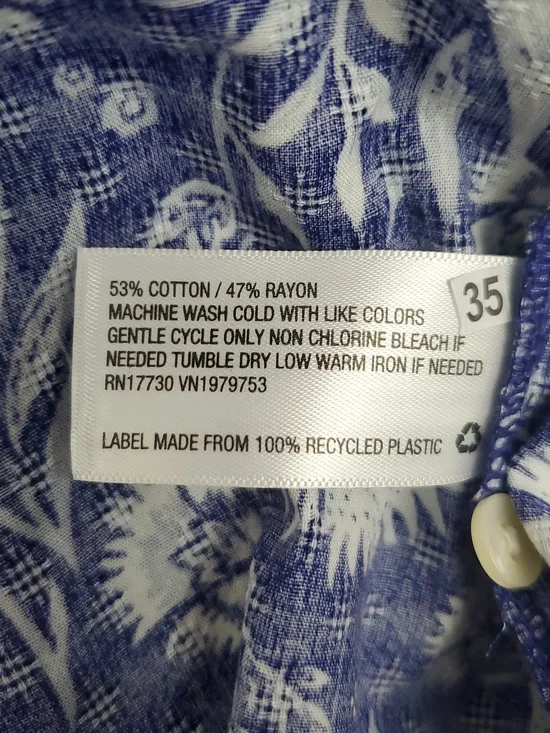 53% COTTON / 47% RAYON
MACHINE WASH COLD WITH LIKE COLORS
GENTLE CYCLE ONLY NON CHLORINE BLEACH IF
NEEDED TUMBLE DRY LOW WARM IRON IF NEEDED
RN17730 VN1979753
35
LABEL MADE FROM 100% RECYCLED PLASTIC